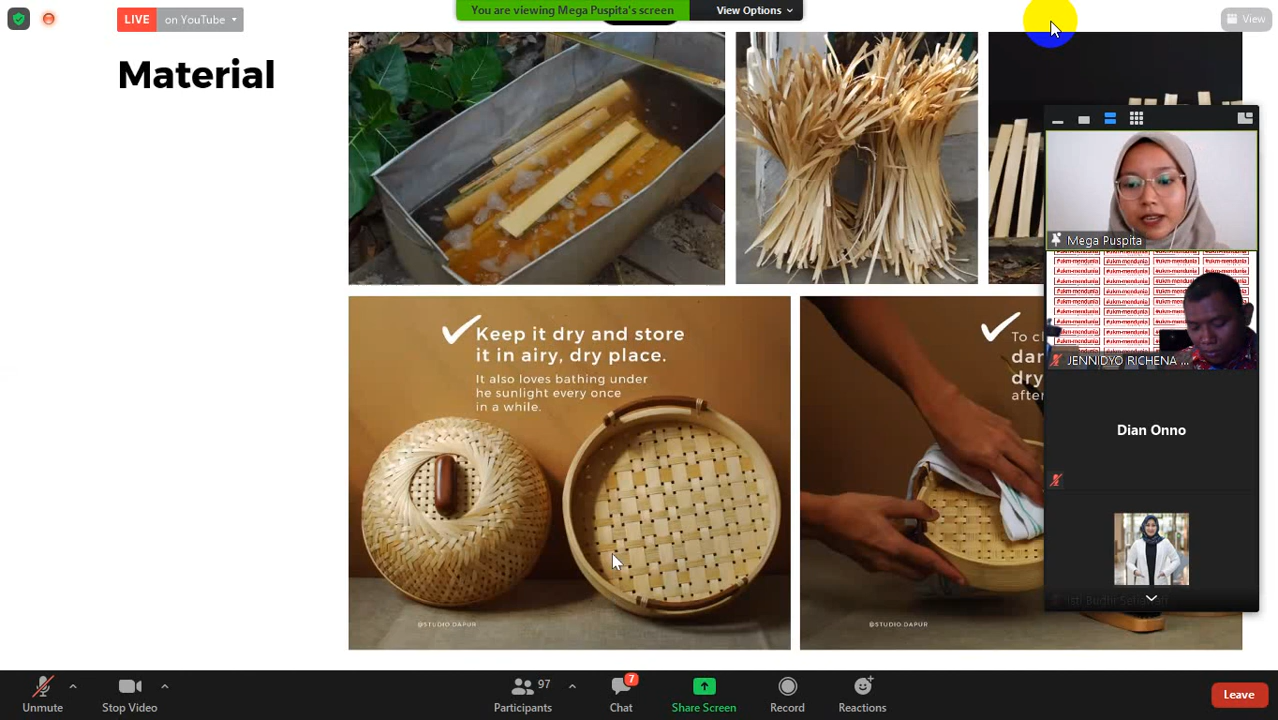 LIVE on YouTube
You are viewing Mega Puspita's screen
View Options
View
Material
Mega Puspita
JENNIDYO RICHENA ...
Dian Onno
Isti Budhi Setiawati
Keep it dry and store
it in airy, dry place.
It also loves bathing under
he sunlight every once
in a while.
@STUDIO.DAPUR
To c
dar
dry
after
@STUDIO.DAPUR
Unmute
Stop Video
97
Participants
7
Chat
Share Screen
Record
Reactions
Leave